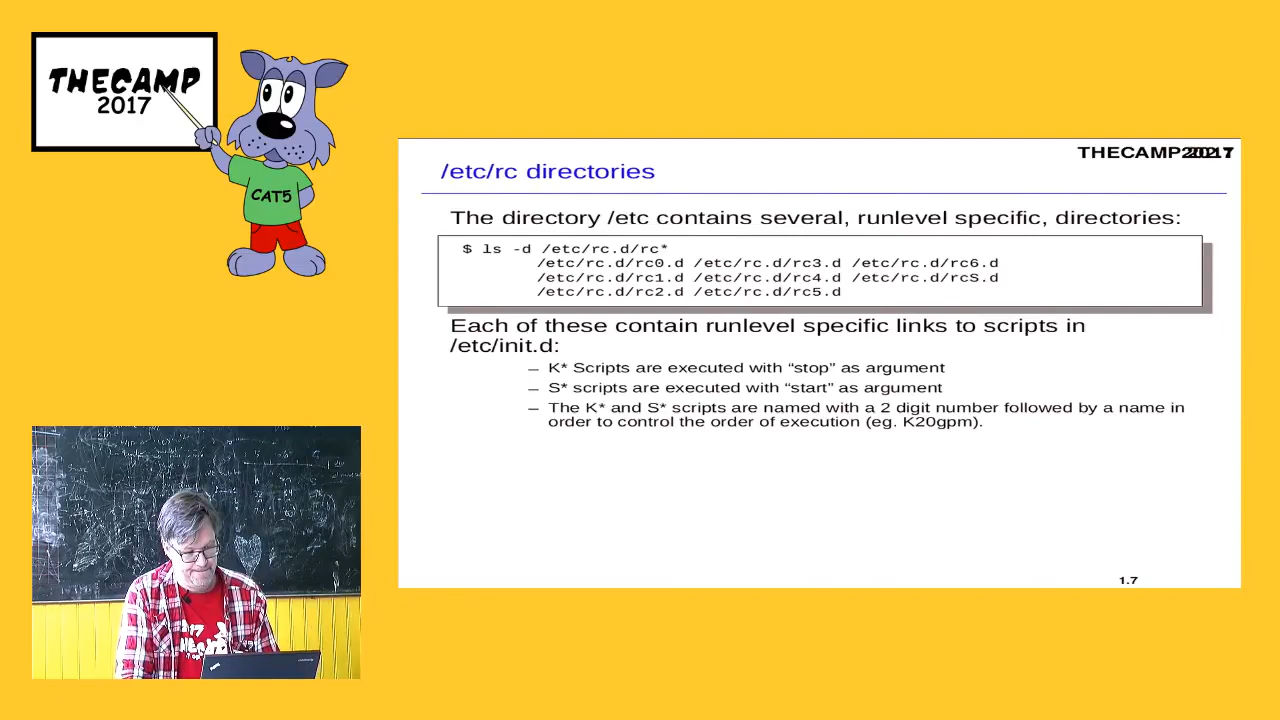 THECAMP
2017
CAT5
THECAMP2017
/etc/rc directories
The directory /etc contains several, runlevel specific, directories:
$ ls -d /etc/rc.d/rc*
/etc/rc.d/rc0.d /etc/rc.d/rc3.d /etc/rc.d/rc6.d
/etc/rc.d/rc1.d /etc/rc.d/rc4.d /etc/rc.d/rcS.d
/etc/rc.d/rc2.d /etc/rc.d/rc5.d
Each of these contain runlevel specific links to scripts in
/etc/init.d:
– K* Scripts are executed with “stop” as argument
– S* scripts are executed with “start” as argument
– The K* and S* scripts are named with a 2 digit number followed by a name in
order to control the order of execution (eg. K20gpm).
1.7